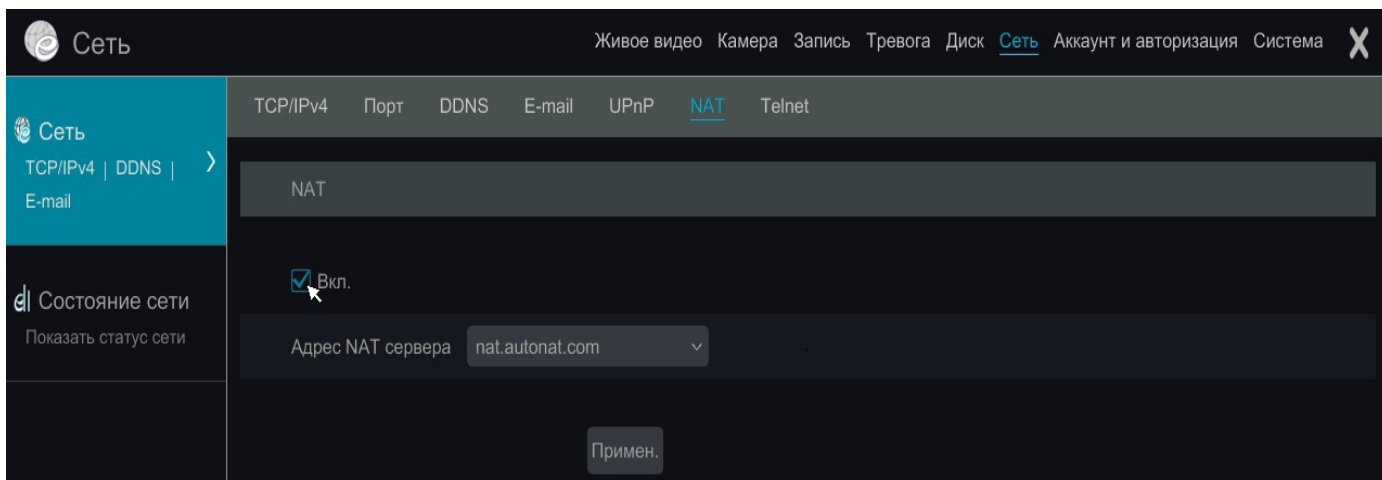 Сеть
Живое видео Камера Запись Тревога Диск Сеть Аккаунт и авторизация Система X
Сеть
TCP/IPv4 | DDNS |
E-mail
Состояние сети
Показать статус сети
TCP/IPv4 Порт DDNS E-mail UPnP NAT Telnet
NAT
Вкл.
Адрес NAT сервера nat.autonat.com
Примен.